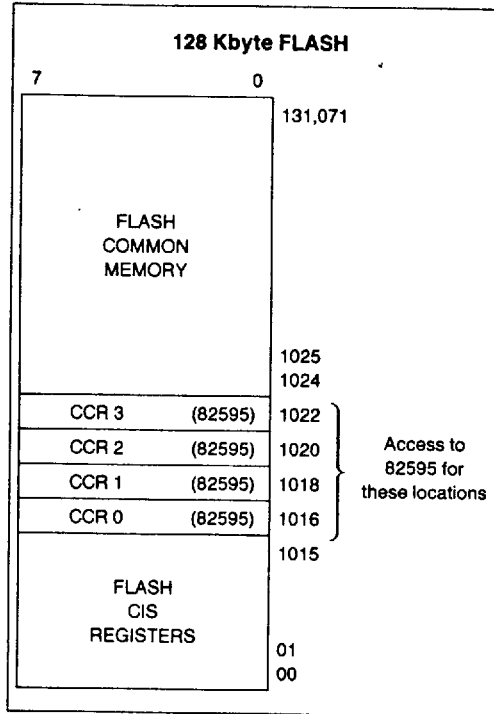 128 Kbyte FLASH
7 0
131,071
FLASH
COMMON
MEMORY
1025
1024
CCR 3 (82595) 1022
CCR 2 (82595) 1020
CCR 1 (82595) 1018
CCR 0 (82595) 1016
Access to
82595 for
these locations
1015
FLASH
CIS
REGISTERS
01
00